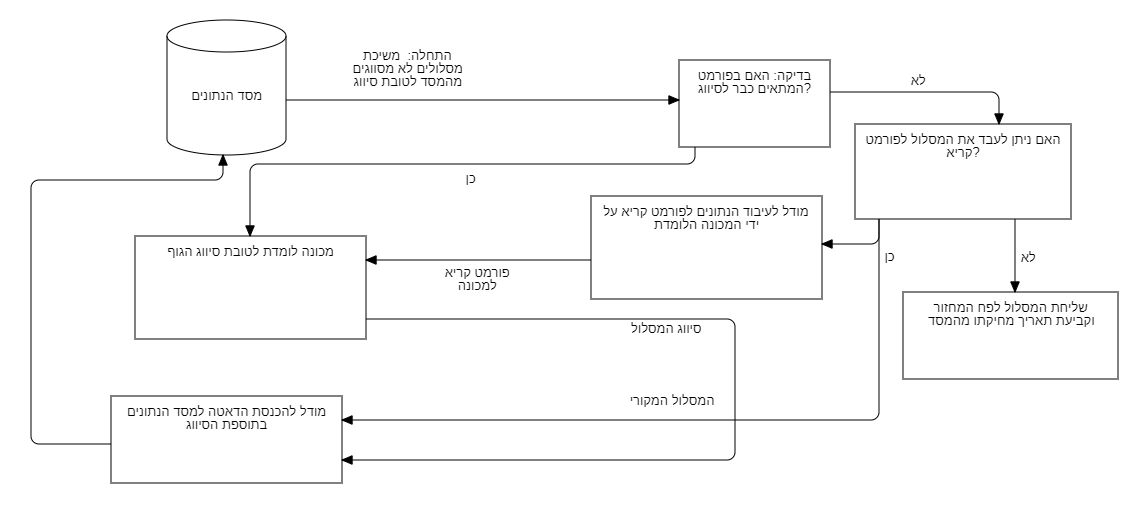 מסד הנתונים
התחלה: משיכת
מסלולים לא מסווגים
מהמסד לטובת סיווג
בדיקה: האם בפורמט
המתאים כבר לסיווג?
לא
האם ניתן לעבד את המסלול לפורמט
קריא?
כן
מודל לעיבוד הנתונים לפורמט קריא על
ידי המכונה הלומדת
מכונה לומדת לטובת סיווג הגוף
פורמט קריא
למכונה
כן
לא
שליחת המסלול לפח המחזור
וקביעת תאריך מחיקתו מהמסד
סיווג המסלול
המסלול המקורי
מודל להכנסת הדאטה למסד הנתונים
בתוספת הסיווג